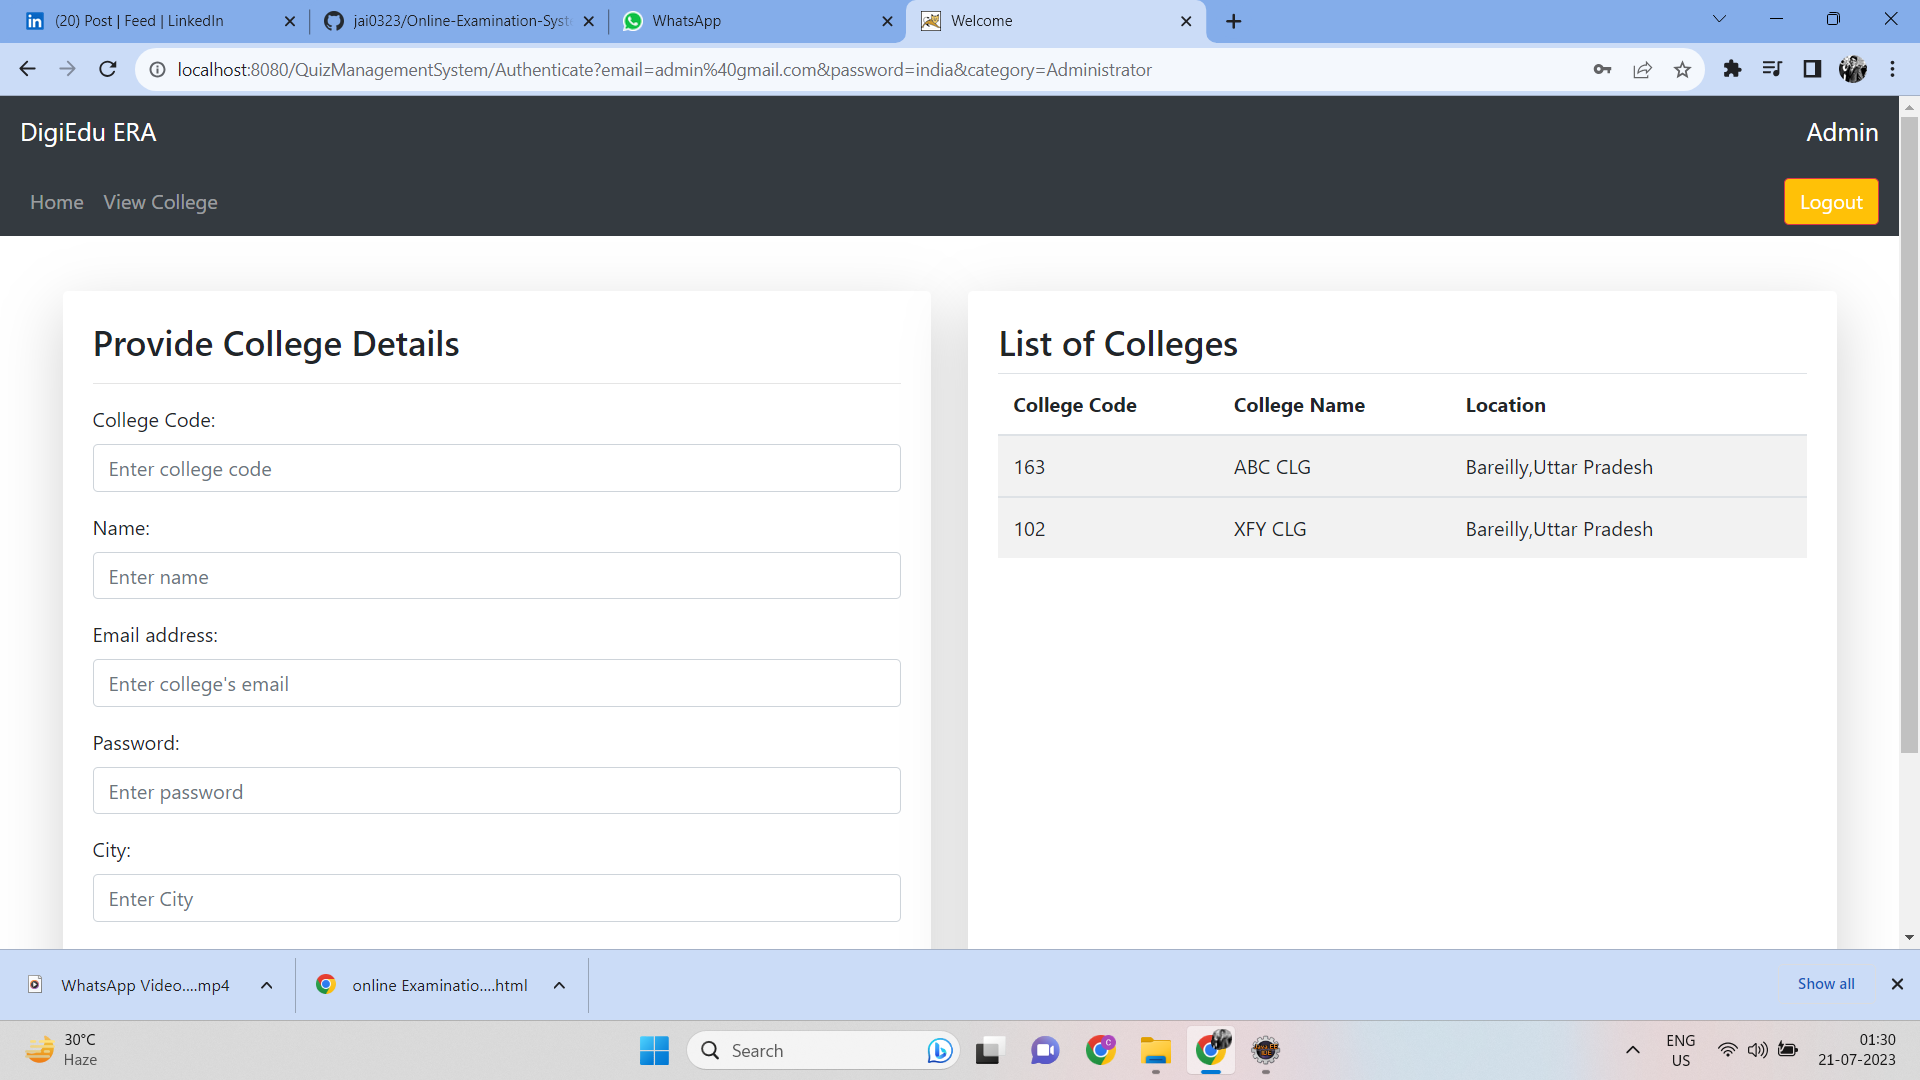 (20) Post | Feed | LinkedIn
jai0323/Online-Examination-Syst
WhatsApp
Welcome
localhost:8080/QuizManagementSystem/Authenticate?email=admin%40gmail.com&password=india&category=Administrator
DigiEdu ERA
Admin
Home
View College
Logout
Provide College Details
College Code:
Enter college code
Name:
Enter name
Email address:
Enter college's email
Password:
Enter password
City:
Enter City
List of Colleges
College Code College Name Location
163 ABC CLG Bareilly,Uttar Pradesh
102 XFY CLG Bareilly,Uttar Pradesh
WhatsApp Video....mp4
online Examinatio....html
Show all
30°C
Haze
Search
ENG
US
01:30
21-07-2023